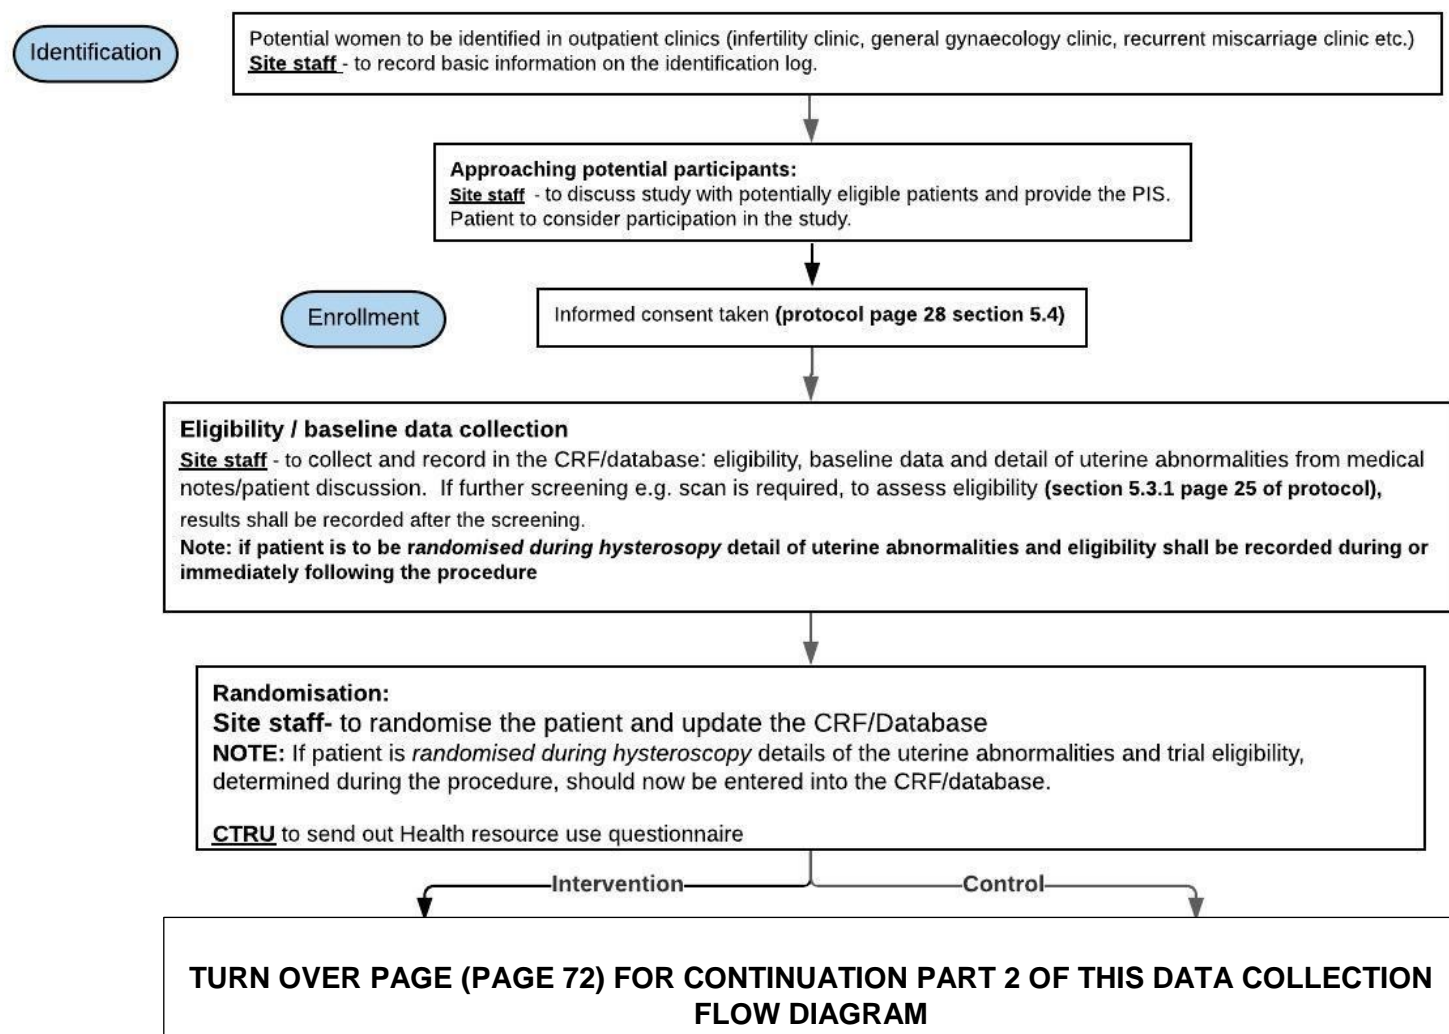 Identification
Potential women to be identified in outpatient clinics (infertility clinic, general gynaecology clinic, recurrent miscarriage clinic etc.)
Site staff - to record basic information on the identification log.
Approaching potential participants:
Site staff - to discuss study with potentially eligible patients and provide the PIS.
Patient to consider participation in the study.
Enrollment
Informed consent taken (protocol page 28 section 5.4)
Eligibility / baseline data collection
Site staff - to collect and record in the CRF/database: eligibility, baseline data and detail of uterine abnormalities from medical
notes/patient discussion. If further screening e.g. scan is required, to assess eligibility (section 5.3.1 page 25 of protocol),
results shall be recorded after the screening.
Note: if patient is to be randomised during hysterosopy detail of uterine abnormalities and eligibility shall be recorded during or
immediately following the procedure
Randomisation:
Site staff- to randomise the patient and update the CRF/Database
NOTE: If patient is randomised during hysteroscopy details of the uterine abnormalities and trial eligibility,
determined during the procedure, should now be entered into the CRF/database.
CTRU to send out Health resource use questionnaire
Intervention
Control
TURN OVER PAGE (PAGE 72) FOR CONTINUATION PART 2 OF THIS DATA COLLECTION
FLOW DIAGRAM